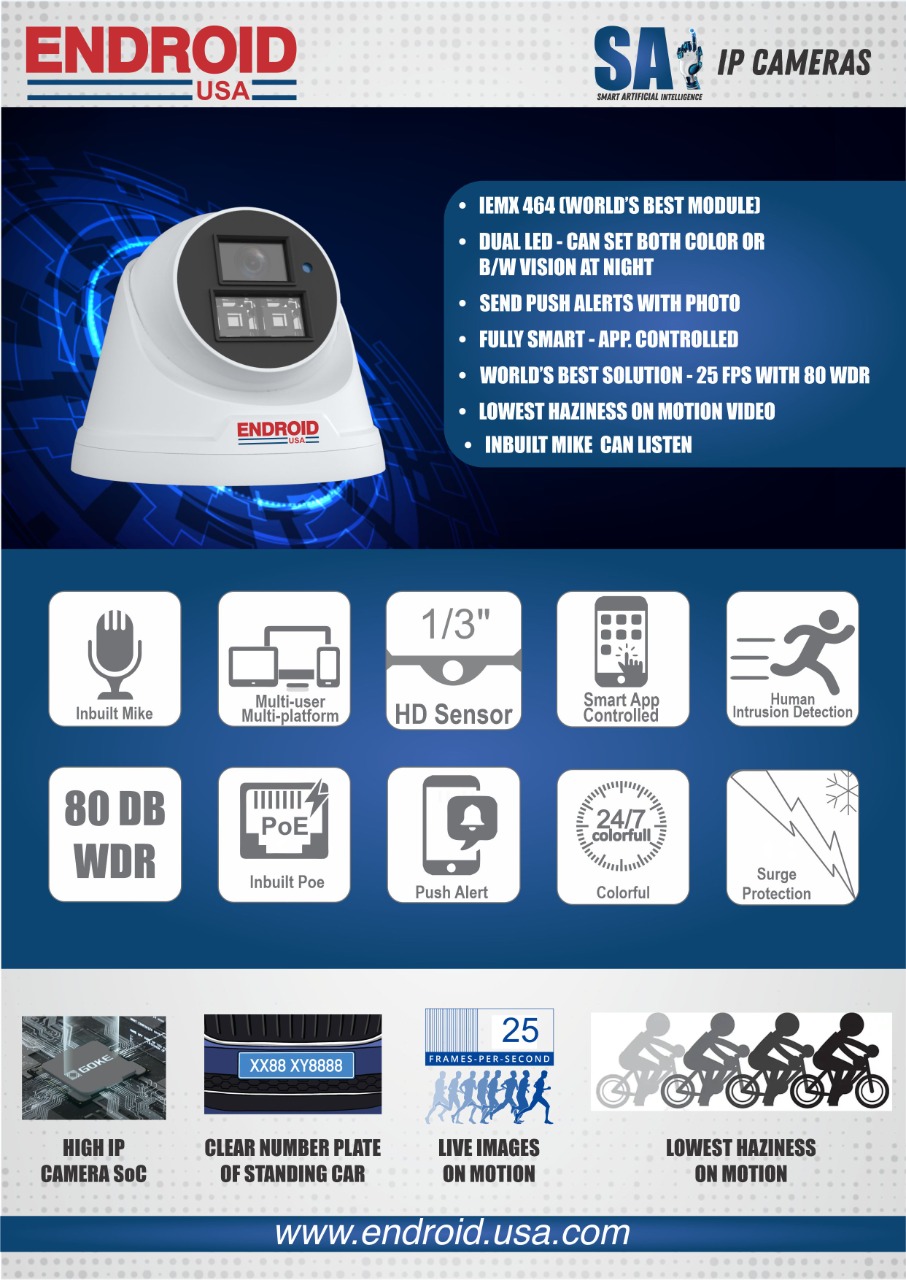 ENDROID
USA
SAI
SMART ARTIFICIAL INTELLIGENCE
IP CAMERAS
• IEMX 464 (WORLD'S BEST MODULE)
• DUAL LED - CAN SET BOTH COLOR OR
B/W VISION AT NIGHT
• SEND PUSH ALERTS WITH PHOTO
• FULLY SMART - APP. CONTROLLED
• WORLD'S BEST SOLUTION - 25 FPS WITH 80 WDR
• LOWEST HAZINESS ON MOTION VIDEO
• INBUILT MIKE CAN LISTEN
ENDROID
USA
Inbuilt Mike
Multi-user
Multi-platform
1/3"
HD Sensor
Smart App
Controlled
Human
Intrusion Detection
80 DB
WDR
PoE
Inbuilt Poe
Push Alert
24/7
colorfull
Colorful
Surge
Protection
GOKE
HIGH IP
CAMERA SoC
XX88 XY8888
CLEAR NUMBER PLATE
OF STANDING CAR
25
FRAMES-PER-SECOND
LIVE IMAGES
ON MOTION
LOWEST HAZINESS
ON MOTION
www.endroid.usa.com